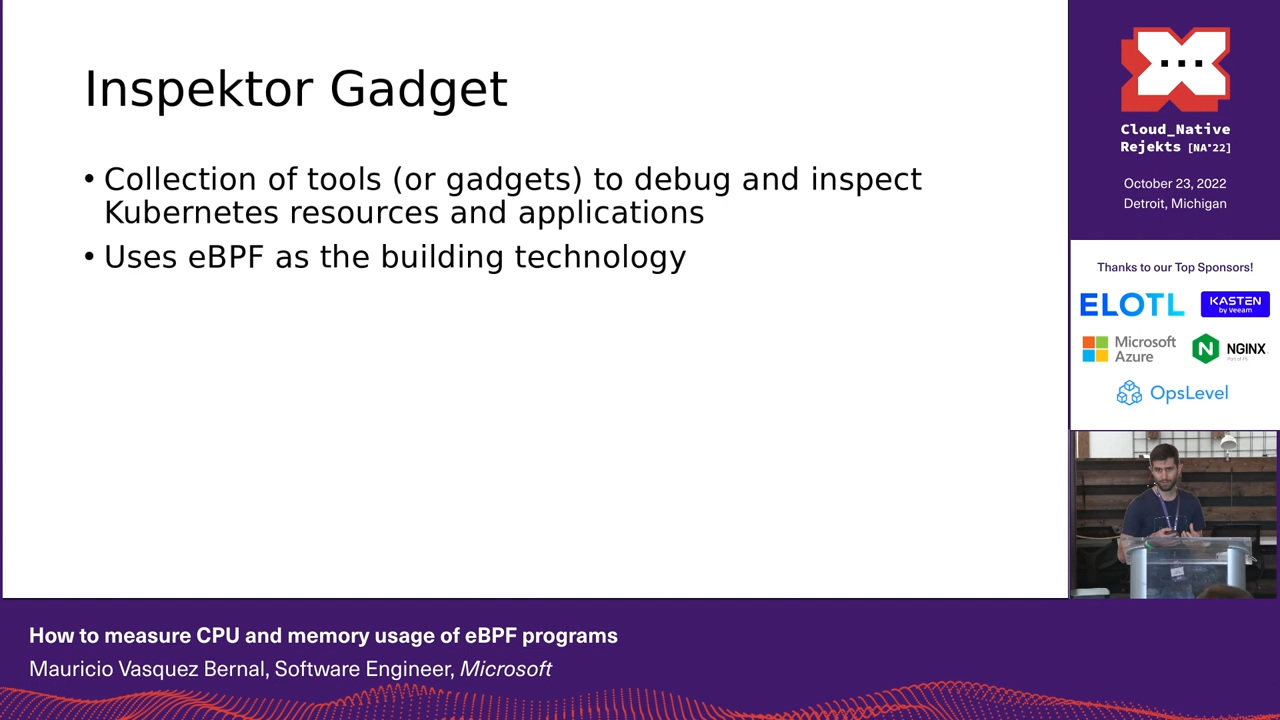 Inspektor Gadget
• Collection of tools (or gadgets) to debug and inspect
Kubernetes resources and applications
• Uses eBPF as the building technology
Cloud_Native
Rejekts [NA'22]
October 23, 2022
Detroit, Michigan
Thanks to our Top Sponsors!
ELOTL
KASTEN
by Veeam
Microsoft
Azure
N NGINX
Part of F5
OpsLevel
How to measure CPU and memory usage of eBPF programs
Mauricio Vasquez Bernal, Software Engineer, Microsoft